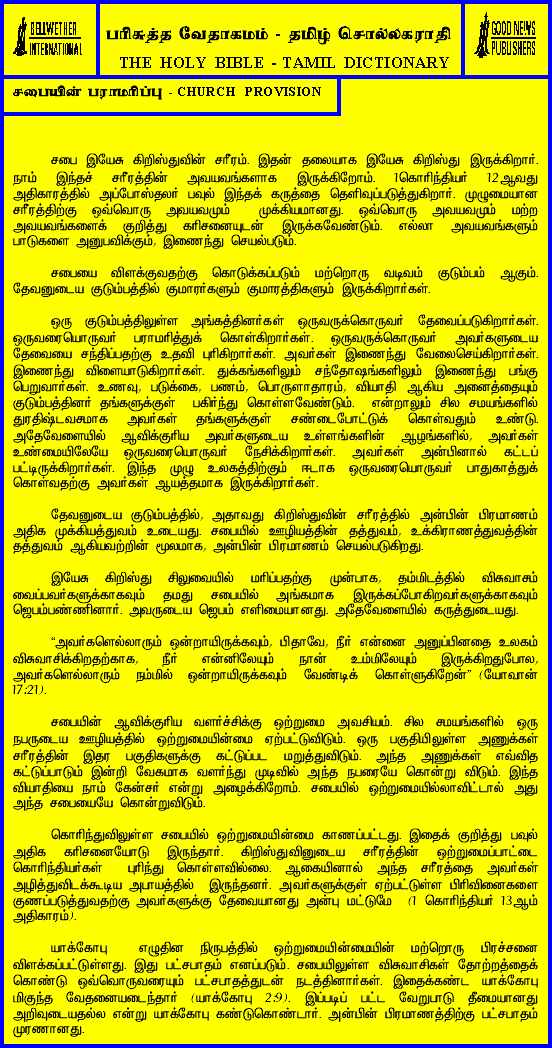 BELLWETHER
INTERNATIONAL
பரிசுத்த வேதாகமம் - தமிழ் சொல்லகராதி
THE HOLY BIBLE - TAMIL DICTIONARY
GOOD NEWS
PUBLISHERS
சபையின் பராமரிப்பு - CHURCH PROVISION
சபை இயேசு கிறிஸ்துவின் சரீரம். இதன் தலையாக இயேசு கிறிஸ்து இருக்கிறார்.
நாம் இந்தச் சரீரத்தின் அவயவங்களாக இருக்கிறோம். 1கொரிந்தியர் 12ஆவது
அதிகாரத்தில் அப்போஸ்தலர் பவுல் இந்தக் கருத்தை தெளிவுப்படுத்துகிறார். முழுமையான
சரீரத்திற்கு ஒவ்வொரு அவயவமும் முக்கியமானது. ஒவ்வொரு அவயவமும் மற்ற
அவயவங்களைக் குறித்து கரிசனையுடன் இருக்கவேண்டும். எல்லா அவயவங்களும்
பாடுகளை அனுபவிக்கும், இணைந்து செயல்படும்.
சபையை விளக்குவதற்கு கொடுக்கப்படும் மற்றொரு வடிவம் குடும்பம் ஆகும்.
தேவனுடைய குடும்பத்தில் குமாரர்களும் குமாரத்திகளும் இருக்கிறார்கள்.
ஒரு குடும்பத்திலுள்ள அங்கத்தினர்கள் ஒருவருக்கொருவர் தேவைப்படுகிறார்கள்.
ஒருவரையொருவர் பராமரித்துக் கொள்கிறார்கள். ஒருவருக்கொருவர் அவர்களுடைய
தேவையை சந்திப்பதற்கு உதவி புரிகிறார்கள். அவர்கள் இணைந்து வேலைசெய்கிறார்கள்.
இணைந்து விளையாடுகிறார்கள். துக்கங்களிலும் சந்தோஷங்களிலும் இணைந்து பங்கு
பெறுவார்கள். உணவு, படுக்கை, பணம், பொருளாதாரம், வியாதி ஆகிய அனைத்தையும்
குடும்பத்தினர் தங்களுக்குள் பகிர்ந்து கொள்ளவேண்டும். என்றாலும் சில சமயங்களில்
துரதிஷ்டவசமாக அவர்கள் தங்களுக்குள் சண்டைபோட்டுக் கொள்வதும் உண்டு.
அதேவேளையில் ஆவிக்குரிய அவர்களுடைய உள்ளங்களின் ஆழங்களில், அவர்கள்
உண்மையிலேயே ஒருவரையொருவர் நேசிக்கிறார்கள். அவர்கள் அன்பினால் கட்டப்
பட்டிருக்கிறார்கள். இந்த முழு உலகத்திற்கும் ஈடாக ஒருவரையொருவர் பாதுகாத்துக்
கொள்வதற்கு அவர்கள் ஆயத்தமாக இருக்கிறார்கள்.
தேவனுடைய குடும்பத்தில், அதாவது கிறிஸ்துவின் சரீரத்தில் அன்பின் பிரமாணம்
அதிக முக்கியத்துவம் உடையது. சபையில் ஊழியத்தின் தத்துவம், உக்கிராணத்துவத்தின்
தத்துவம் ஆகியவற்றின் மூலமாக, அன்பின் பிரமாணம் செயல்படுகிறது.
இயேசு கிறிஸ்து சிலுவையில் மரிப்பதற்கு முன்பாக, தம்மிடத்தில் விசுவாசம்
வைப்பவர்களுக்காகவும் தமது சபையில் அங்கமாக இருக்கப்போகிறவர்களுக்காகவும்
ஜெபம்பண்ணினார். அவருடைய ஜெபம் எளிமையானது. அதேவேளையில் கருத்துடையது.
"அவர்களெல்லாரும் ஒன்றாயிருக்கவும், பிதாவே, நீர் என்னை அனுப்பினதை உலகம்
விசுவாசிக்கிறதற்காக, நீர் என்னிலேயும் நான் உம்மிலேயும் இருக்கிறதுபோல,
அவர்களெல்லாரும் நம்மில் ஒன்றாயிருக்கவும் வேண்டிக் கொள்ளுகிறேன்" (யோவான்
17:21).
சபையின் ஆவிக்குரிய வளர்ச்சிக்கு ஒற்றுமை அவசியம். சில சமயங்களில் ஒரு
நபருடைய ஊழியத்தில் ஒற்றுமையின்மை ஏற்பட்டுவிடும். ஒரு பகுதியிலுள்ள அணுக்கள்
சரீரத்தின் இதர பகுதிகளுக்கு கட்டுப்பட மறுத்துவிடும். அந்த அணுக்கள் எவ்வித
கட்டுப்பாடும் இன்றி வேகமாக வளர்ந்து முடிவில் அந்த நபரையே கொன்று விடும். இந்த
வியாதியை நாம் கேன்சர் என்று அழைக்கிறோம். சபையில் ஒற்றுமையில்லாவிட்டால் அது
அந்த சபையையே கொன்றுவிடும்.
கொரிந்துவிலுள்ள சபையில் ஒற்றுமையின்மை காணப்பட்டது. இதைக் குறித்து பவுல்
அதிக கரிசனையோடு இருந்தார். கிறிஸ்துவினுடைய சரீரத்தின் ஒற்றுமைப்பாட்டை
கொரிந்தியர்கள் புரிந்து கொள்ளவில்லை. ஆகையினால் அந்த சரீரத்தை அவர்கள்
அழித்துவிடக்கூடிய அபாயத்தில் இருந்தனர். அவர்களுக்குள் ஏற்பட்டுள்ள பிரிவினைகளை
குணப்படுத்துவதற்கு அவர்களுக்கு தேவையானது அன்பு மட்டுமே (1 கொரிந்தியர் 13ஆம்
அதிகாரம்).
யாக்கோபு எழுதின நிருபத்தில் ஒற்றுமையின்மையின் மற்றொரு பிரச்சனை
விளக்கப்பட்டுள்ளது. இது பட்சபாதம் எனப்படும். சபையிலுள்ள விசுவாசிகள் தோற்றத்தைக்
கொண்டு ஒவ்வொருவரையும் பட்சபாதத்துடன் நடத்தினார்கள். இதைக்கண்ட யாக்கோபு
மிகுந்த வேதனையடைந்தார் (யாக்கோபு 2:9). இப்படிப் பட்ட வேறுபாடு தீமையானது
அறிவுடையதல்ல என்று யாக்கோபு கண்டுகொண்டார். அன்பின் பிரமாணத்திற்கு பட்சபாதம்
முரணானது.